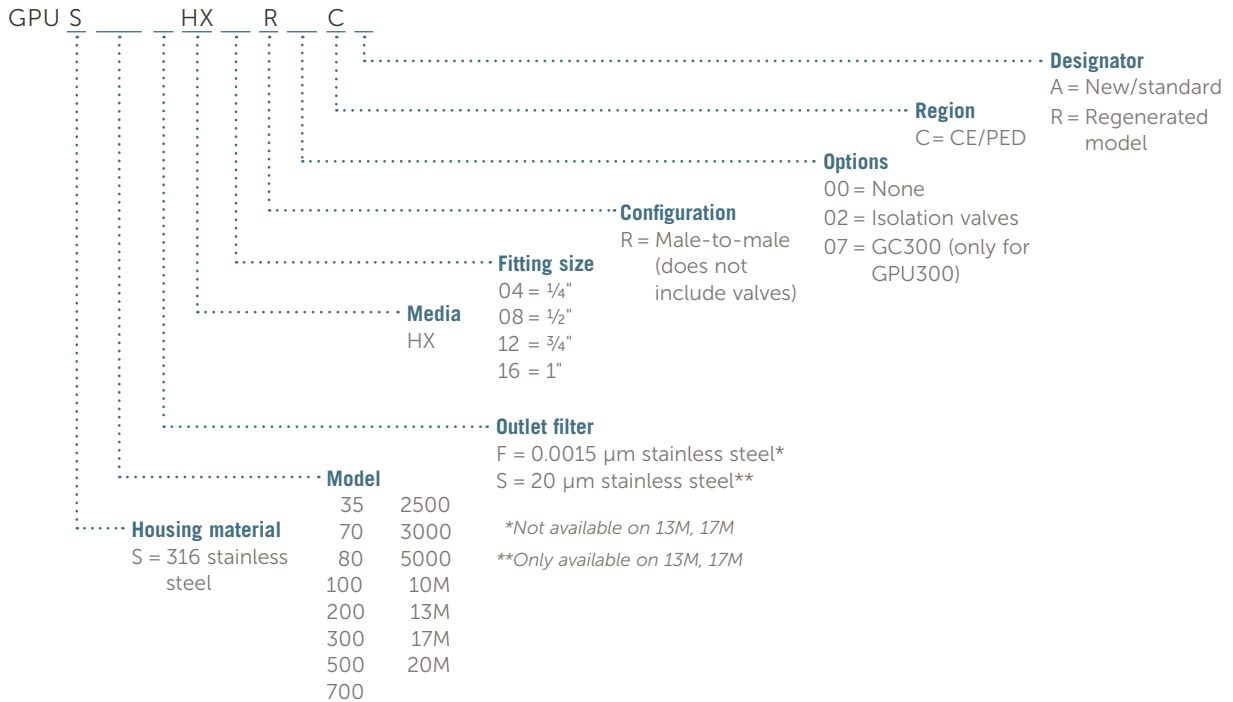 GPU S HX R C
Designator
A = New/standard
R = Regenerated
model
Region
C= CE/PED
Options
00 = None
02 = Isolation valves
07 = GC300 (only for
GPU300)
Configuration
R = Male-to-male
(does not
include valves)
Fitting size
04 = ¼"
08 = ½"
12 = ¾"
16 = 1"
Media
HX
Outlet filter
F = 0.0015 µm stainless steel*
S = 20 µm stainless steel**
*Not available on 13M, 17M
**Only available on 13M, 17M
Model
35 2500
70 3000
80 5000
100 10M
200 13M
300 17M
500 20M
700
Housing material
S = 316 stainless
steel